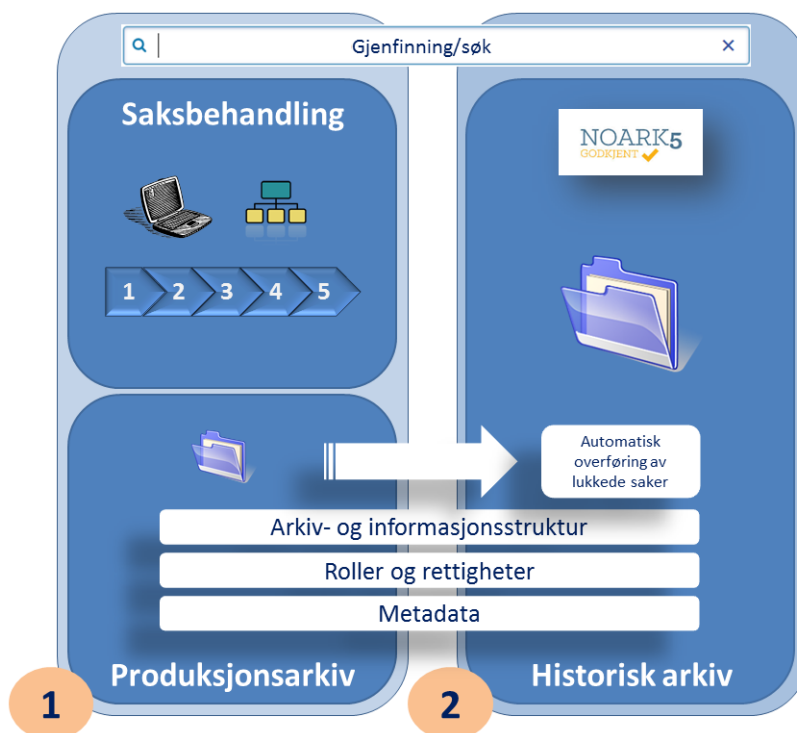 Gjenfinning/søk
Saksbehandling
NOARK5
GODKJENT
1 2 3 4 5
Automatisk
overføring av
lukkede saker
Arkiv- og informasjonsstruktur
Roller og rettigheter
Metadata
Produksjonsarkiv
Historisk arkiv
1
2